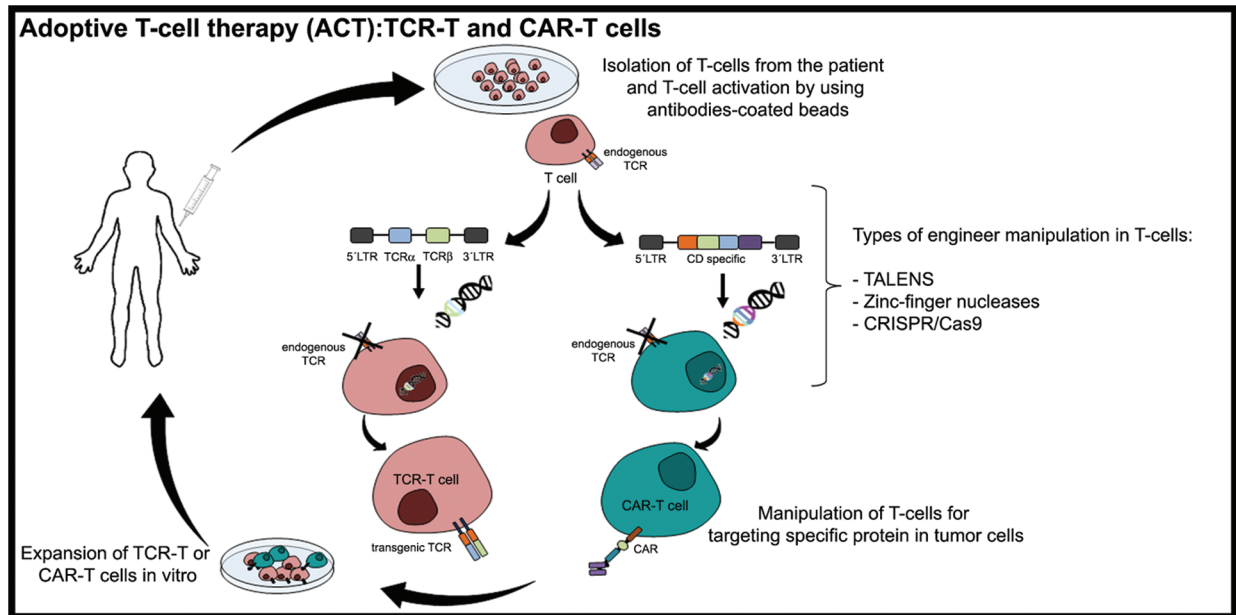 Adoptive T-cell therapy (ACT):TCR-T and CAR-T cells
Isolation of T-cells from the patient
and T-cell activation by using
antibodies-coated beads
endogenous
TCR
T cell
5´LTR TCRα TCRβ 3´LTR
5´LTR CD specific 3´LTR
Types of engineer manipulation in T-cells:
- TALENS
- Zinc-finger nucleases
- CRISPR/Cas9
endogenous
TCR
endogenous
TCR
TCR-T cell
transgenic TCR
CAR-T cell
CAR
Manipulation of T-cells for
targeting specific protein in tumor cells
Expansion of TCR-T or
CAR-T cells in vitro